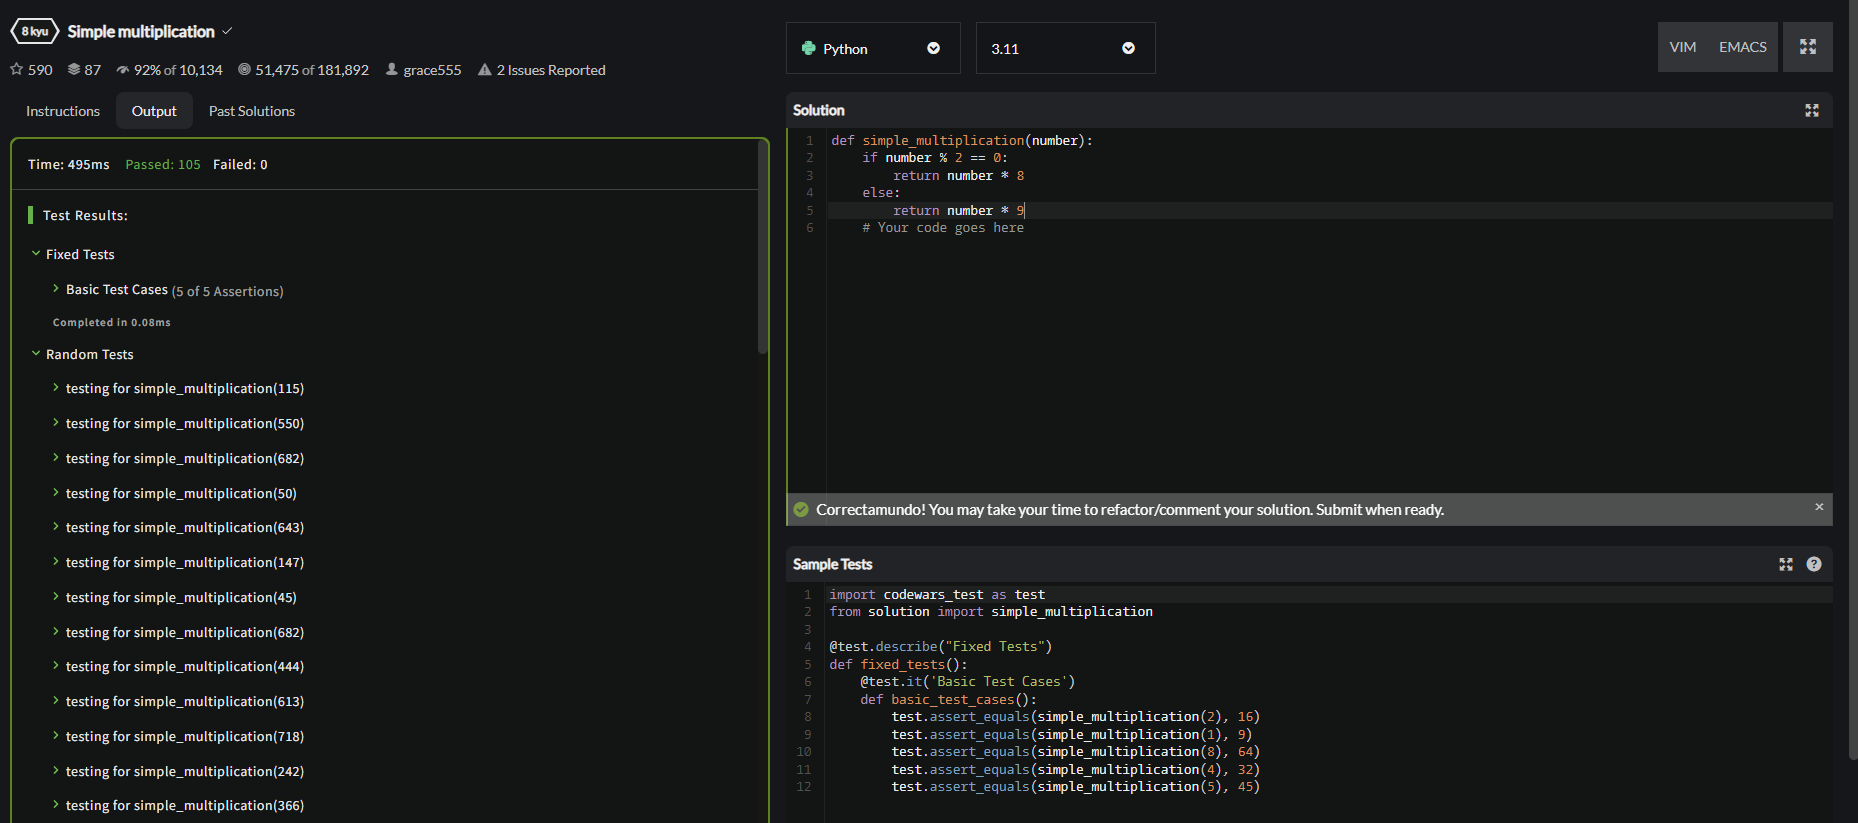 8 kyu Simple multiplication
590 87 92% of 10,134 51,475 of 181,892 grace555 2 Issues Reported
Instructions Output Past Solutions
Time: 495ms Passed: 105 Failed: 0
Test Results:
Fixed Tests
Basic Test Cases (5 of 5 Assertions)
Completed in 0.08ms
Random Tests
testing for simple_multiplication(115)
testing for simple_multiplication(550)
testing for simple_multiplication(682)
testing for simple_multiplication(50)
testing for simple_multiplication(643)
testing for simple_multiplication(147)
testing for simple_multiplication(45)
testing for simple_multiplication(682)
testing for simple_multiplication(444)
testing for simple_multiplication(613)
testing for simple_multiplication(718)
testing for simple_multiplication(242)
testing for simple_multiplication(366)
Python 3.11 VIM EMACS
Solution
1 def simple_multiplication(number):
2     if number % 2 == 0:
3         return number * 8
4     else:
5         return number * 9
6     # Your code goes here
Correctamundo! You may take your time to refactor/comment your solution. Submit when ready. ×
Sample Tests ?
1 import codewars_test as test
2 from solution import simple_multiplication
3
4 @test.describe("Fixed Tests")
5 def fixed_tests():
6     @test.it('Basic Test Cases')
7     def basic_test_cases():
8         test.assert_equals(simple_multiplication(2), 16)
9         test.assert_equals(simple_multiplication(1), 9)
10         test.assert_equals(simple_multiplication(8), 64)
11         test.assert_equals(simple_multiplication(4), 32)
12         test.assert_equals(simple_multiplication(5), 45)